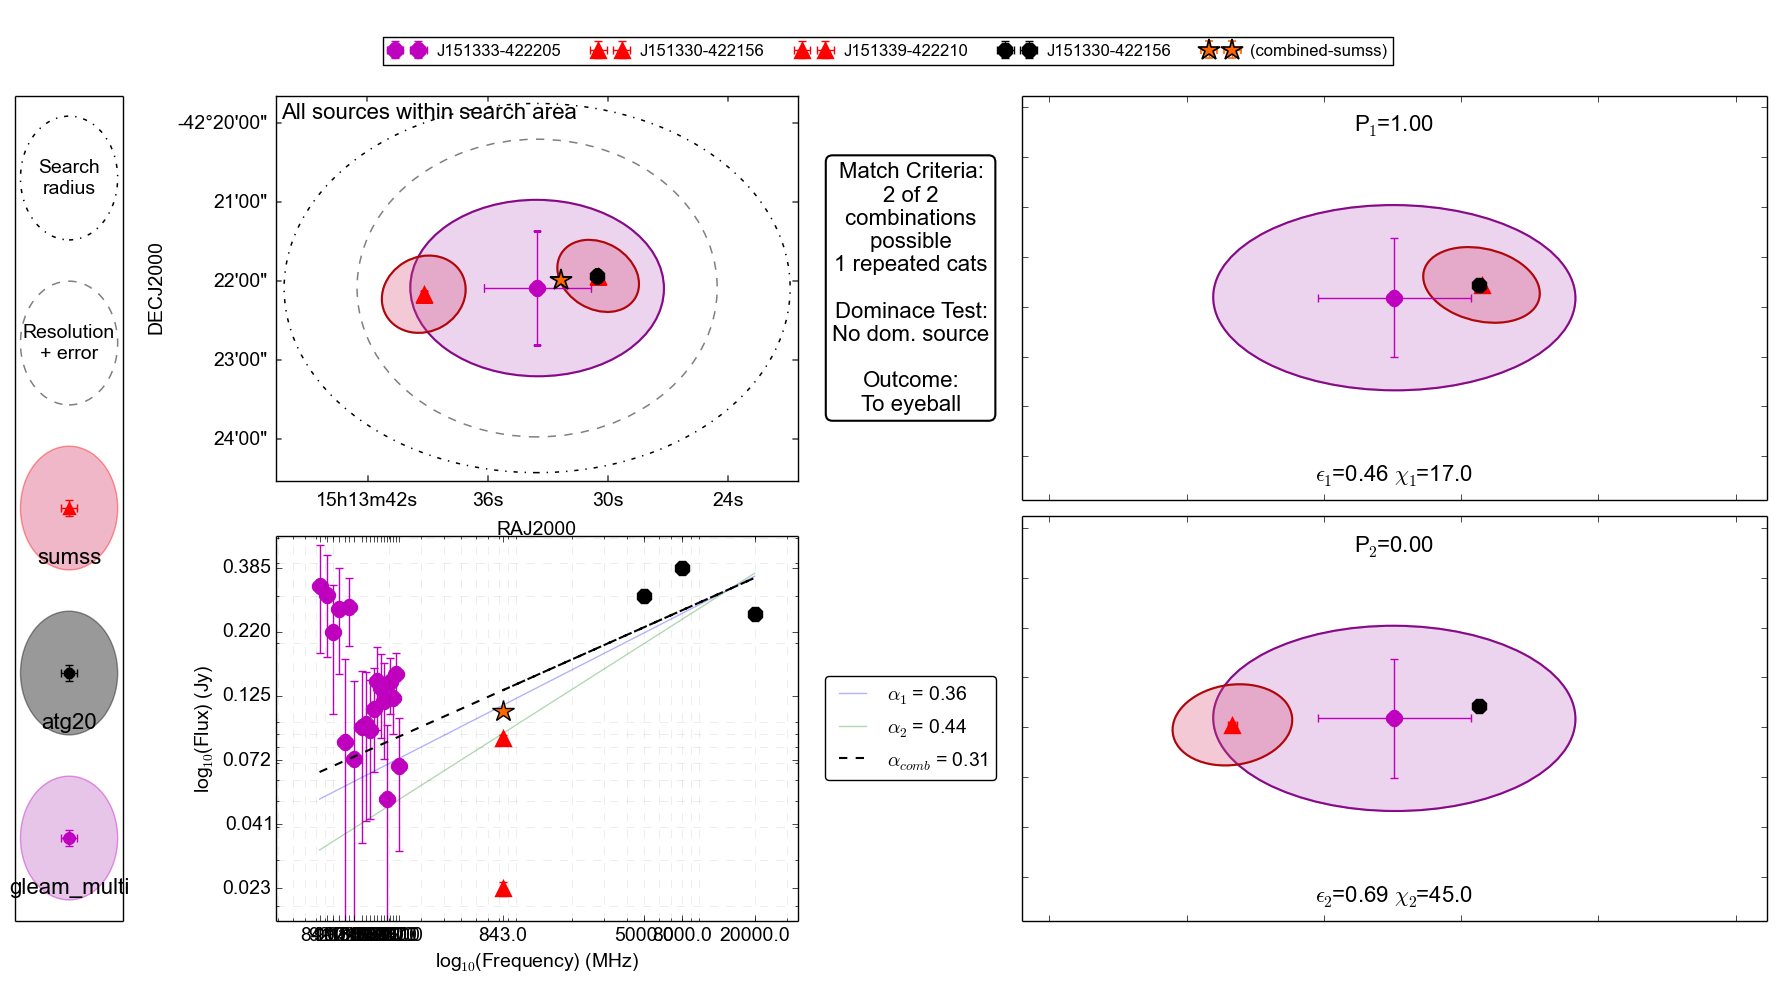 J151333-422205 J151330-422156 J151339-422210 J151330-422156 (combined-sumss)
Search
radius
Resolution
+ error
sumss
atg20
gleam_multi
All sources within search area
DECJ2000
-42°20'00"
21'00"
22'00"
23'00"
24'00"
15h13m42s 36s 30s 24s
RAJ2000
Match Criteria:
2 of 2
combinations
possible
1 repeated cats
Dominace Test:
No dom. source
Outcome:
To eyeball
P1=1.00
ϵ1=0.46 χ1=17.0
log10(Flux) (Jy)
0.385
0.220
0.125
0.072
0.041
0.023
843.0 5000.0 8000.0 20000.0
log10(Frequency) (MHz)
α1 = 0.36
α2 = 0.44
αcomb = 0.31
P2=0.00
ϵ2=0.69 χ2=45.0